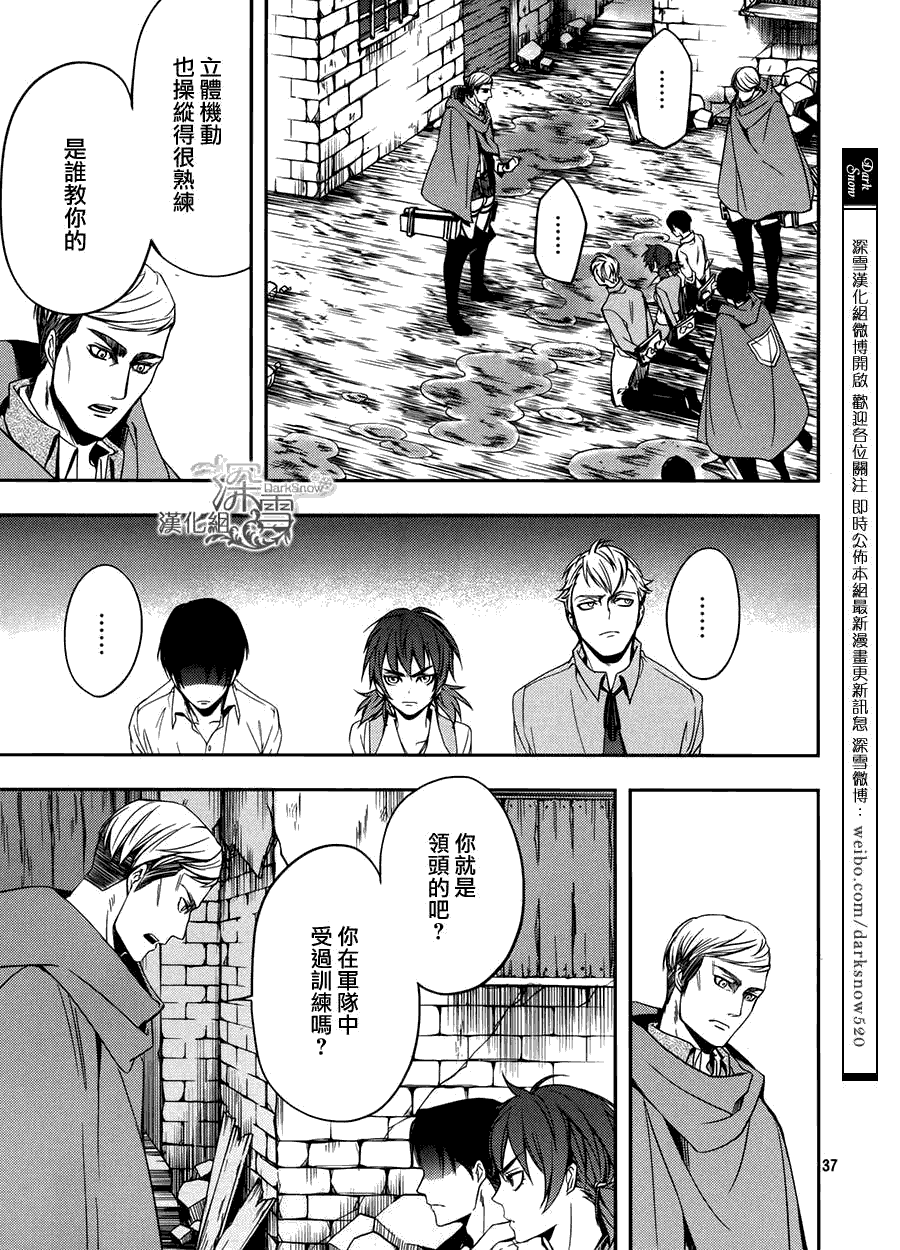 ……
……
立體機動
也操縱得很熟練
是誰教你的
深雪
DarkSnow
漢化組
……
……
你就是
領頭的吧?
你在軍隊中
受過訓練嗎?
37
Dark
Snow
深雪漢化組微博開啟 歡迎各位關注 即時公佈本組最新漫畫更新訊息 深雪微博: weibo.com/darksnow520